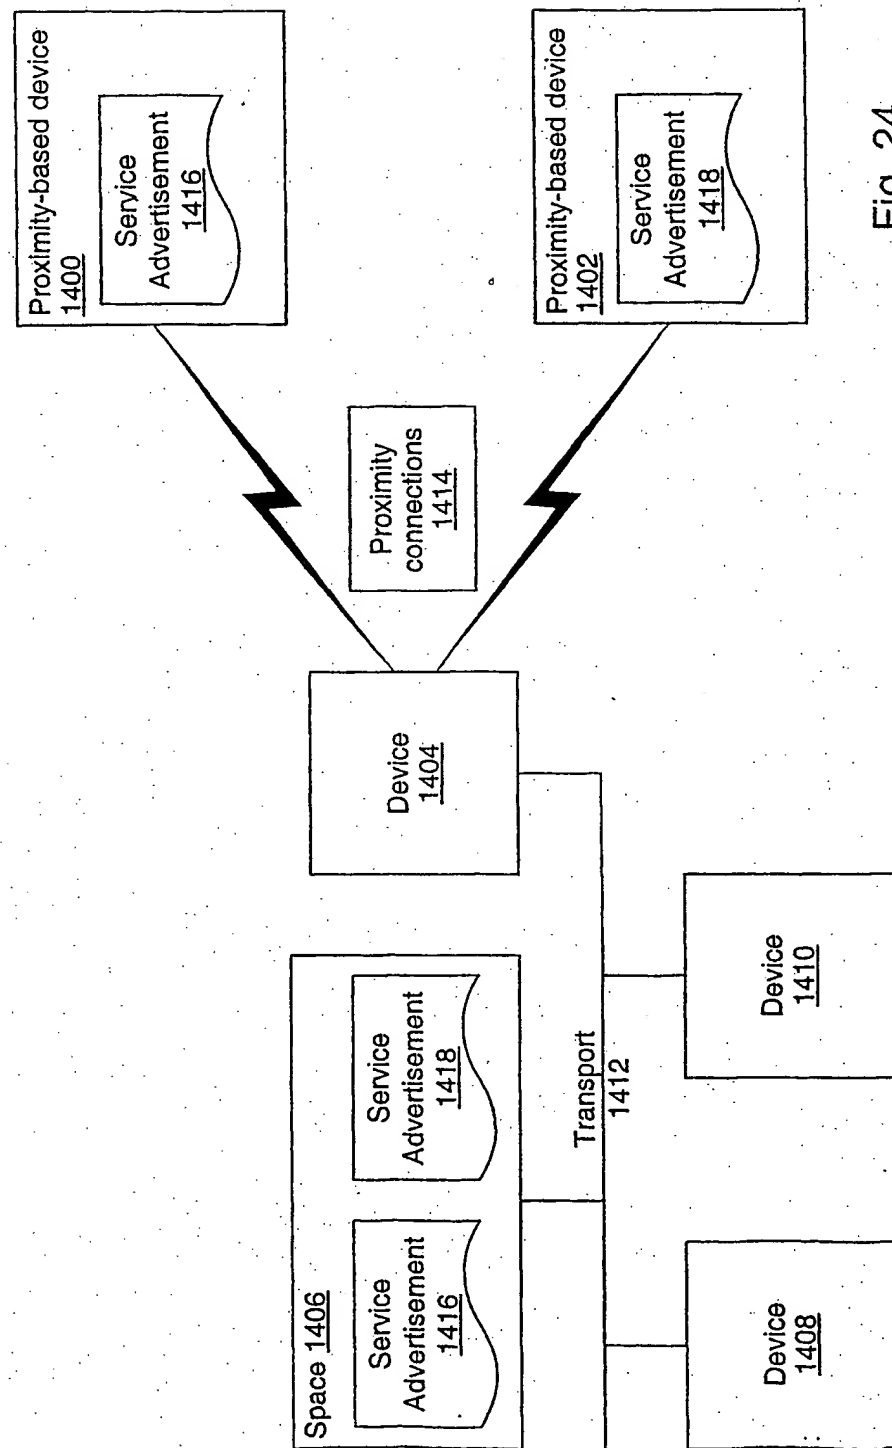 Space 1406
Service
Advertisement
1416
Service
Advertisement
1418
Device
1404
Proximity
connections
1414
Proximity-based device
1400
Service
Advertisement
1416
Proximity-based device
1402
Service
Advertisement
1418
Transport
1412
Device
1408
Device
1410
Fig. 24